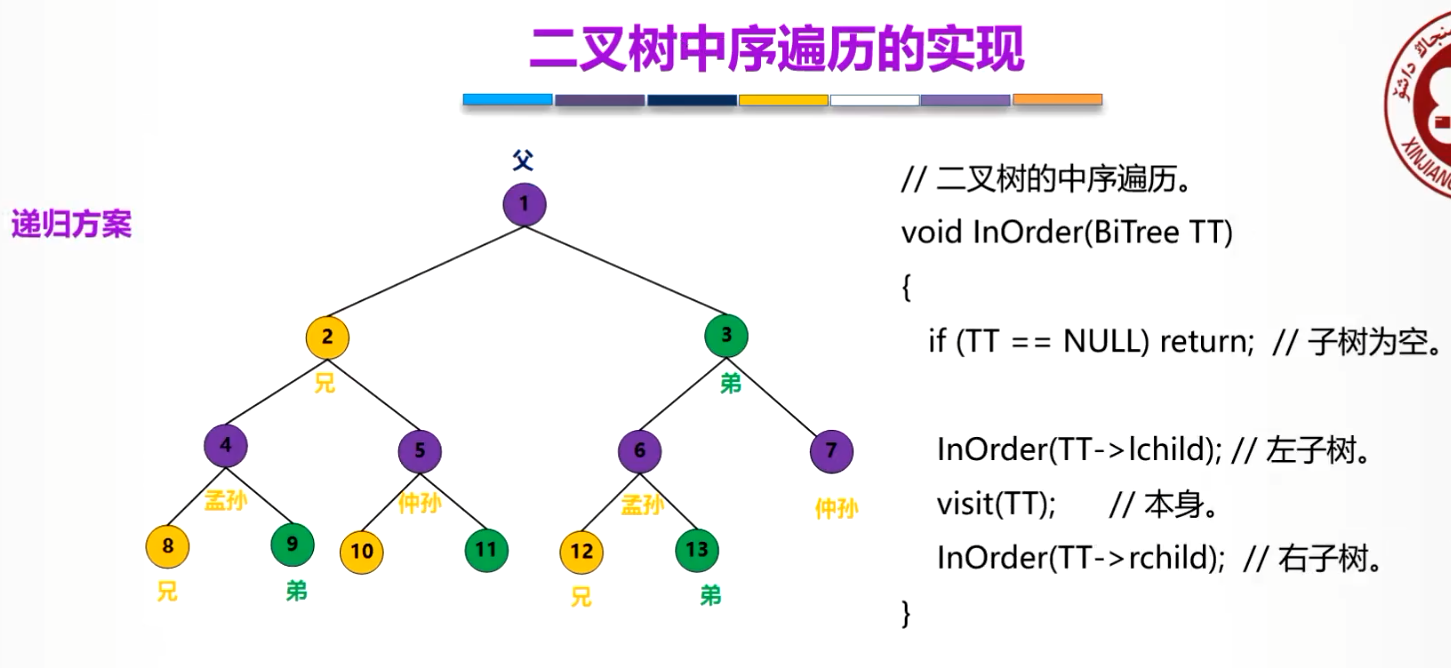 二叉树中序遍历的实现
递归方案
父
1
2
兄
3
弟
4
孟孙
5
仲孙
6
孟孙
7
仲孙
8
兄
9
弟
10
11
12
兄
13
弟
// 二叉树的中序遍历。
void InOrder(BiTree TT)
{
if (TT == NULL) return; // 子树为空。
InOrder(TT->lchild); // 左子树。
visit(TT); // 本身。
InOrder(TT->rchild); // 右子树。
}
XINJIANG